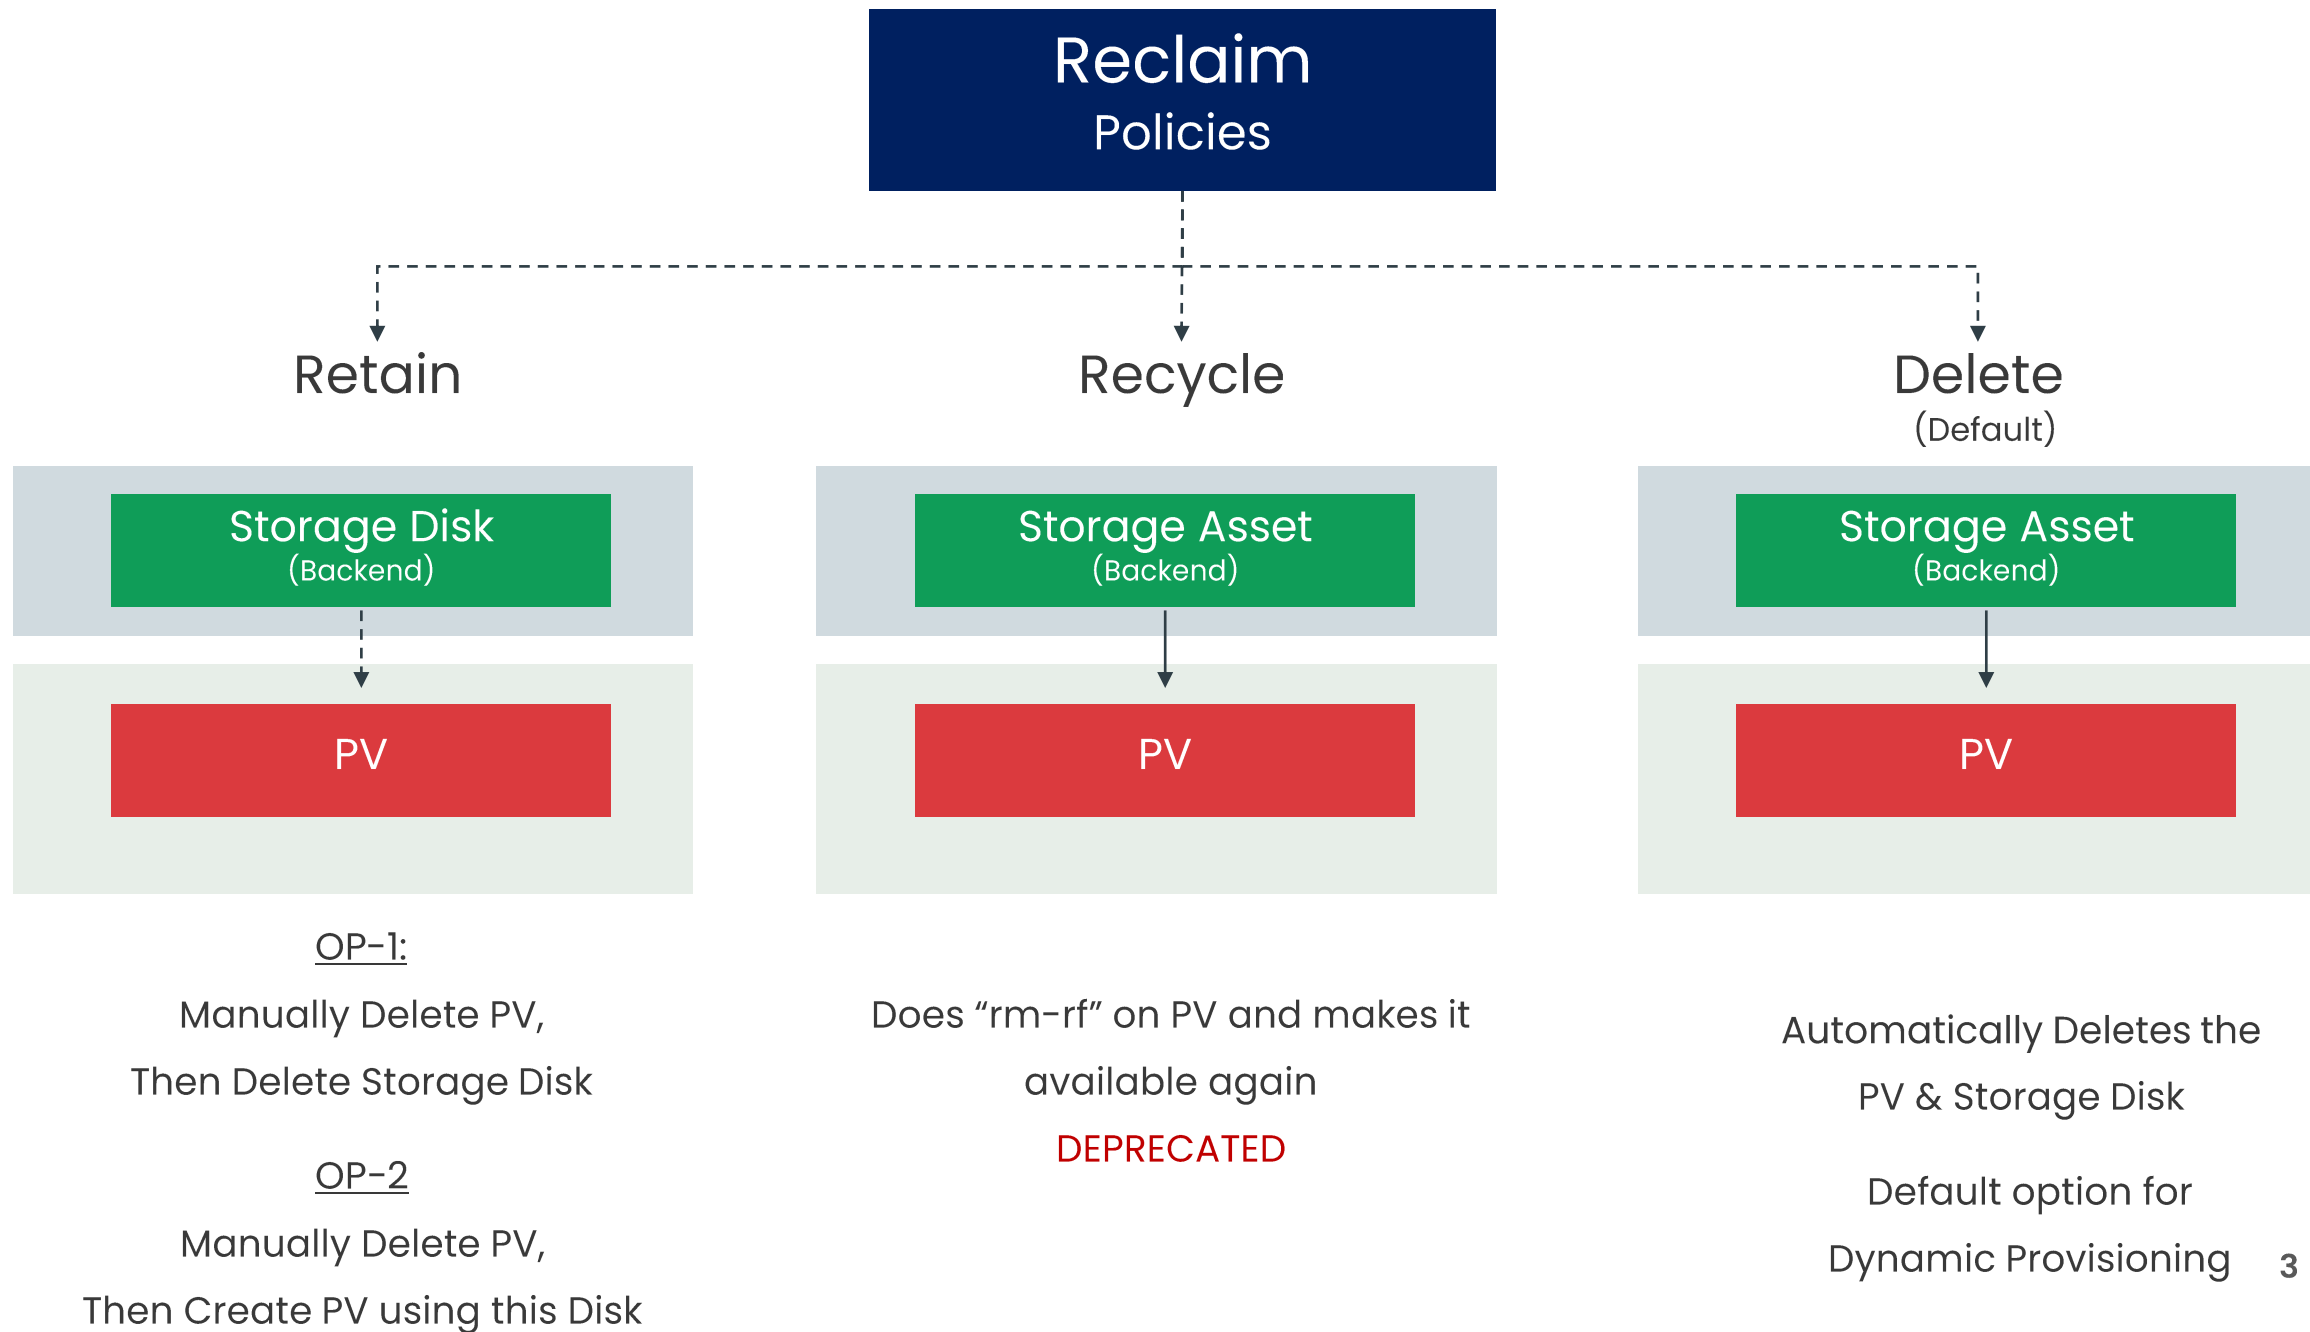 Reclaim
Policies
Retain
Storage Disk
(Backend)
PV
OP-1:
Manually Delete PV,
Then Delete Storage Disk
OP-2
Manually Delete PV,
Then Create PV using this Disk
Recycle
Storage Asset
(Backend)
PV
Does “rm-rf” on PV and makes it
available again
DEPRECATED
Delete
(Default)
Storage Asset
(Backend)
PV
Automatically Deletes the
PV & Storage Disk
Default option for
Dynamic Provisioning
3